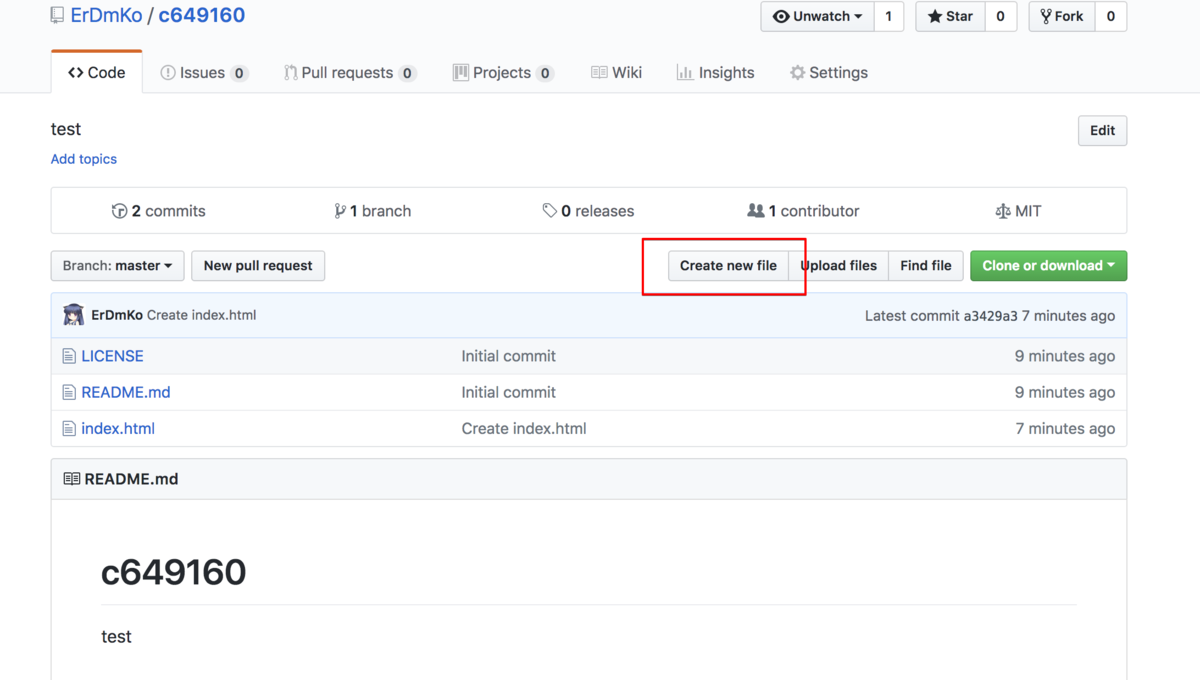 ErDmKo / c649160 Unwatch 1 Star 0 Fork 0
Code Issues 0 Pull requests 0 Projects 0 Wiki Insights Settings
test Edit
Add topics
2 commits 1 branch 0 releases 1 contributor MIT
Branch: master New pull request Create new file Upload files Find file Clone or download
ErDmKo Create index.html Latest commit a3429a3 7 minutes ago
LICENSE Initial commit 9 minutes ago
README.md Initial commit 9 minutes ago
index.html Create index.html 7 minutes ago
README.md
c649160
test